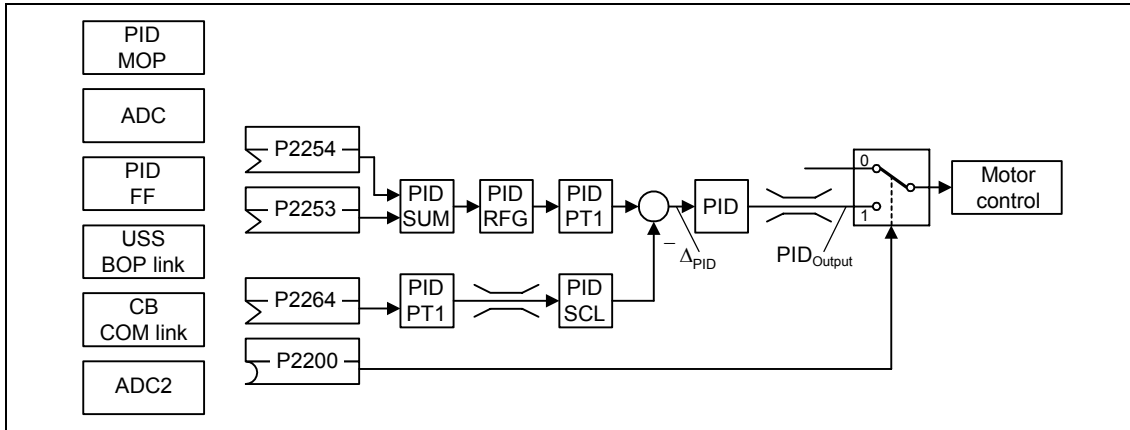 PID
MOP
ADC
PID
FF
USS
BOP link
CB
COM link
ADC2
P2254
P2253
P2264
P2200
PID
SUM
PID
RFG
PID
PT1
PID
PT1
PID
SCL
−
ΔPID
PID
PIDOutput
0
1
Motor
control